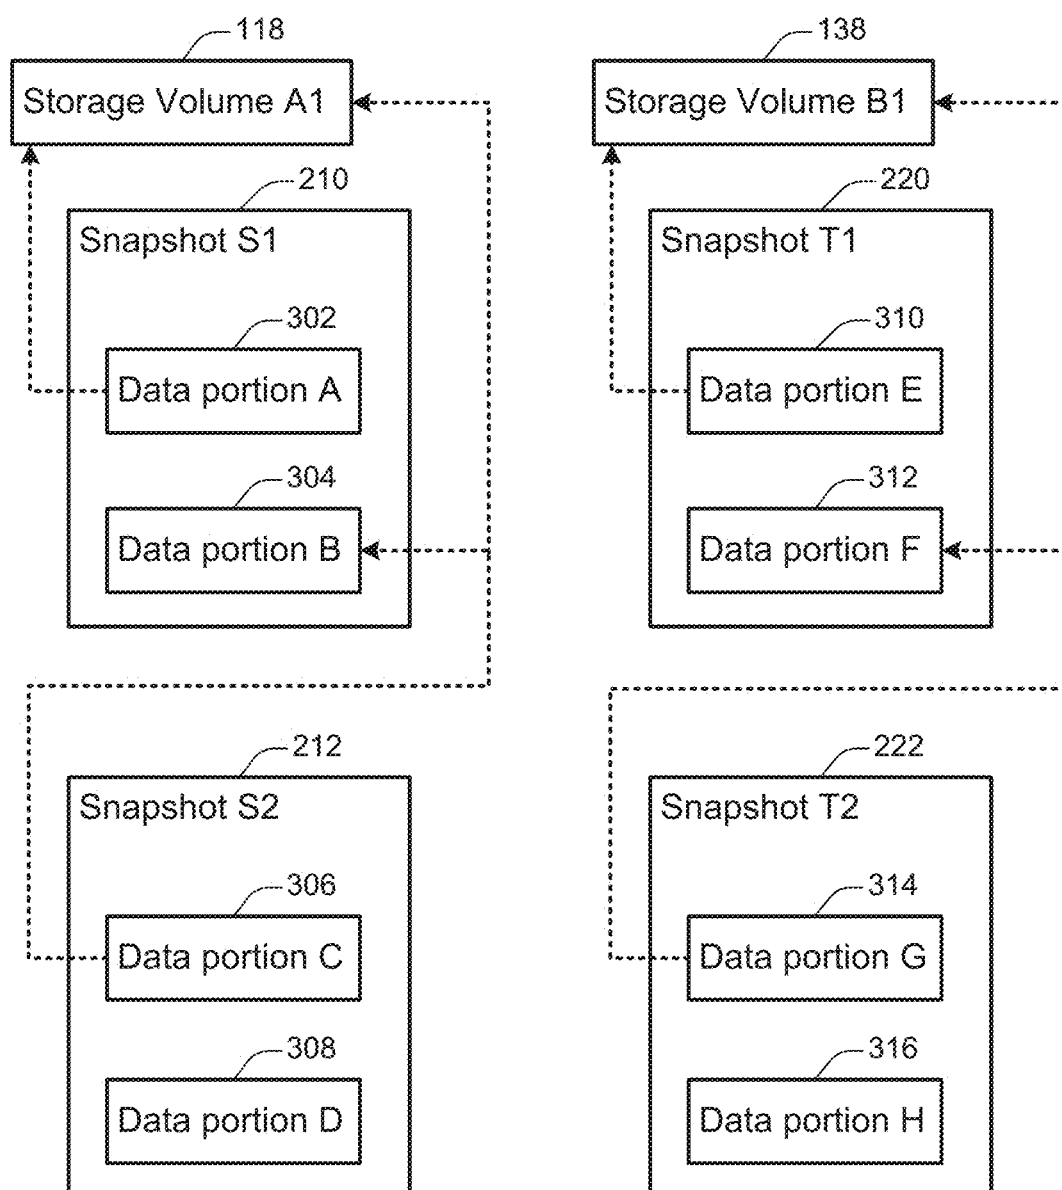 118
Storage Volume A1
210
Snapshot S1
302
Data portion A
304
Data portion B
212
Snapshot S2
306
Data portion C
308
Data portion D
138
Storage Volume B1
220
Snapshot T1
310
Data portion E
312
Data portion F
222
Snapshot T2
314
Data portion G
316
Data portion H